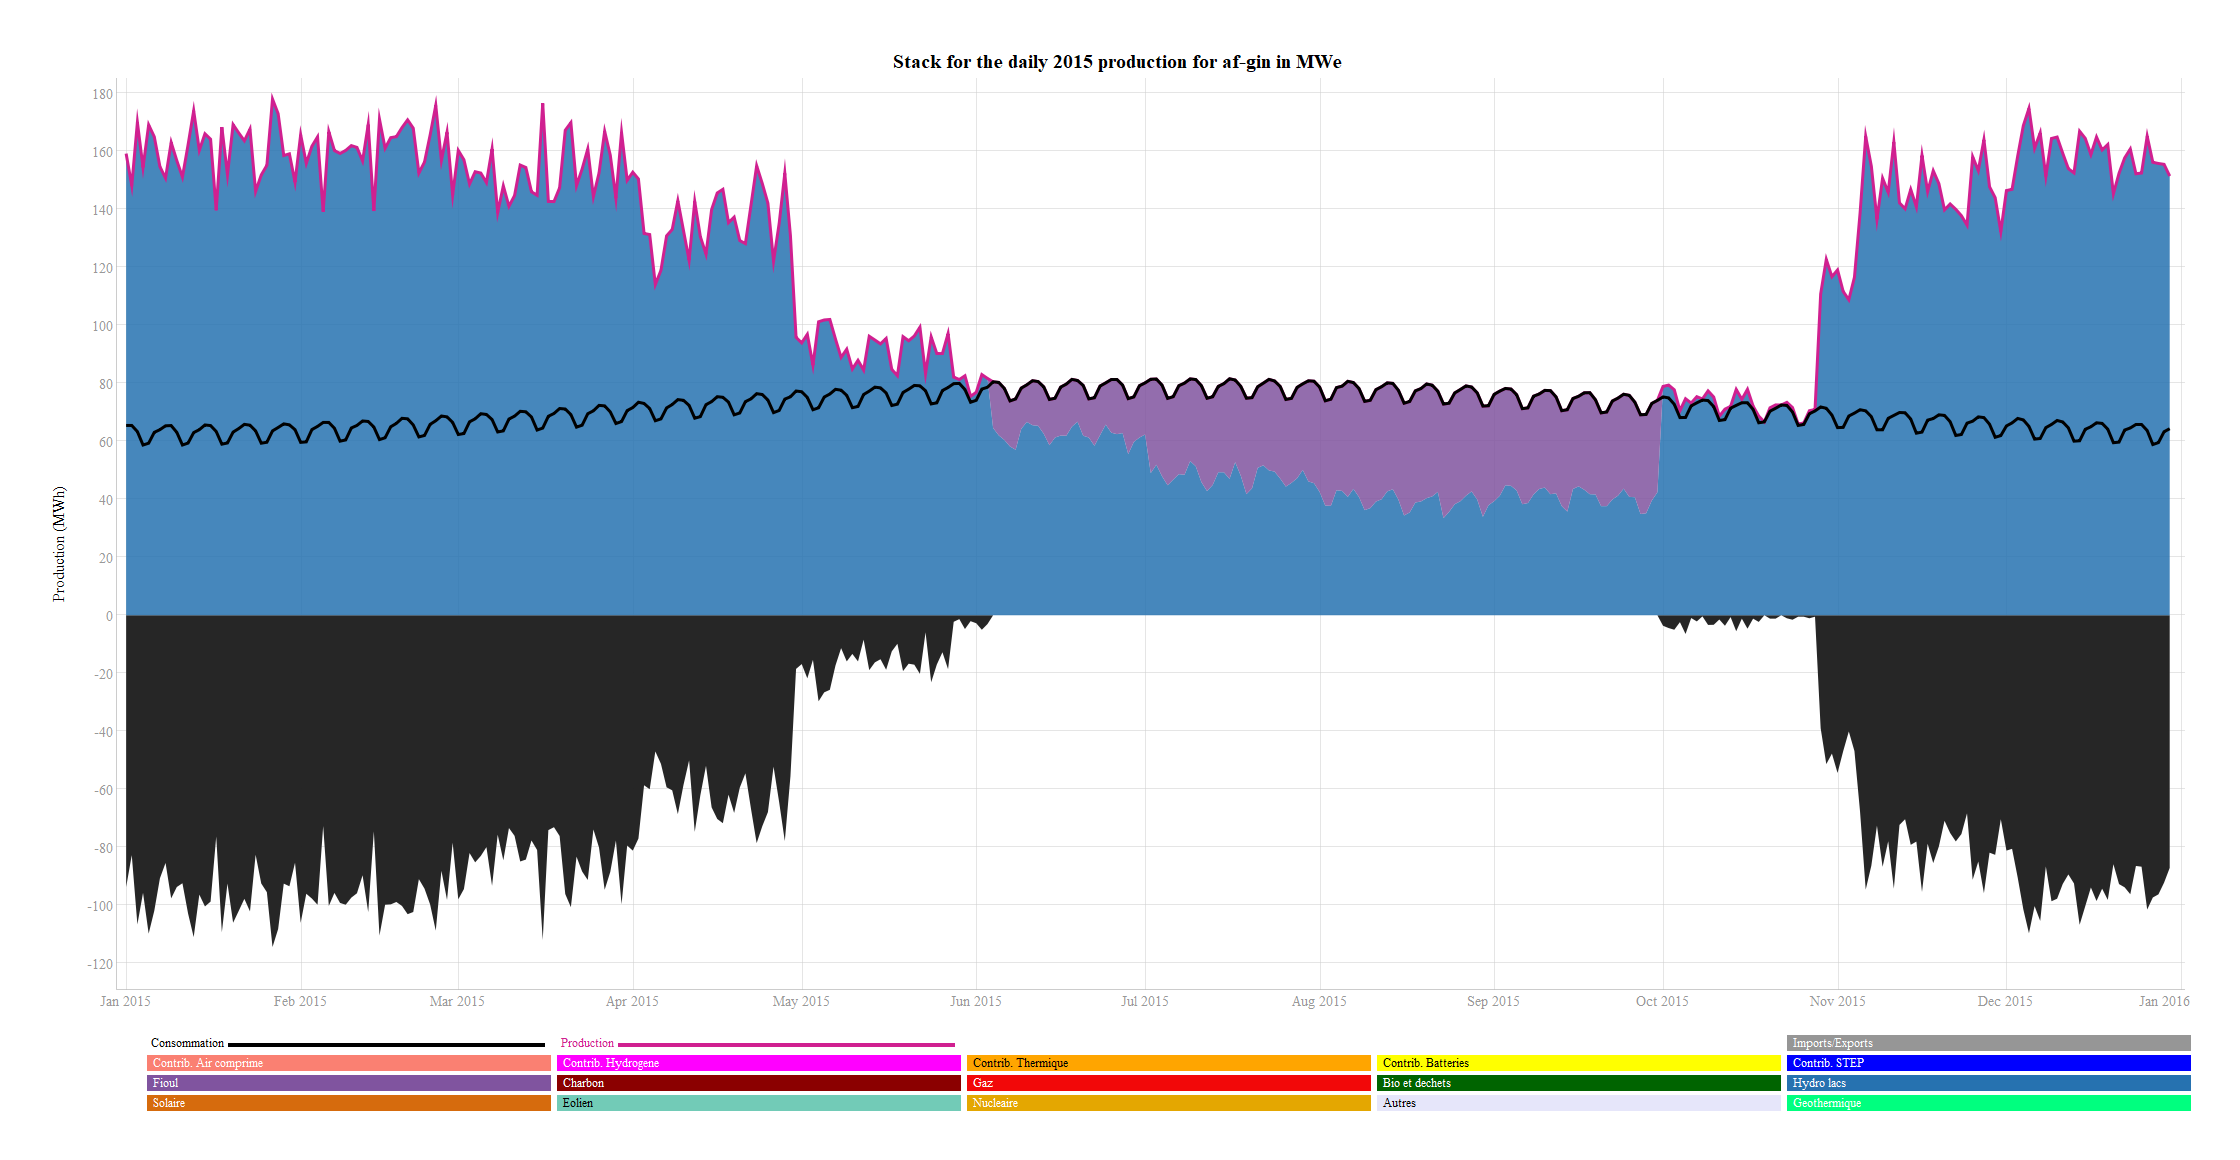 Stack for the daily 2015 production for af-gin in MWe
Production (MWh)
180
160
140
120
100
80
60
40
20
0
-20
-40
-60
-80
-100
-120
Jan 2015 Feb 2015 Mar 2015 Apr 2015 May 2015 Jun 2015 Jul 2015 Aug 2015 Sep 2015 Oct 2015 Nov 2015 Dec 2015 Jan 2016
Consommation Production Imports/Exports
Contrib. Air comprime Contrib. Hydrogene Contrib. Thermique Contrib. Batteries Contrib. STEP
Fioul Charbon Gaz Bio et dechets Hydro lacs
Solaire Eolien Nucleaire Autres Geothermique